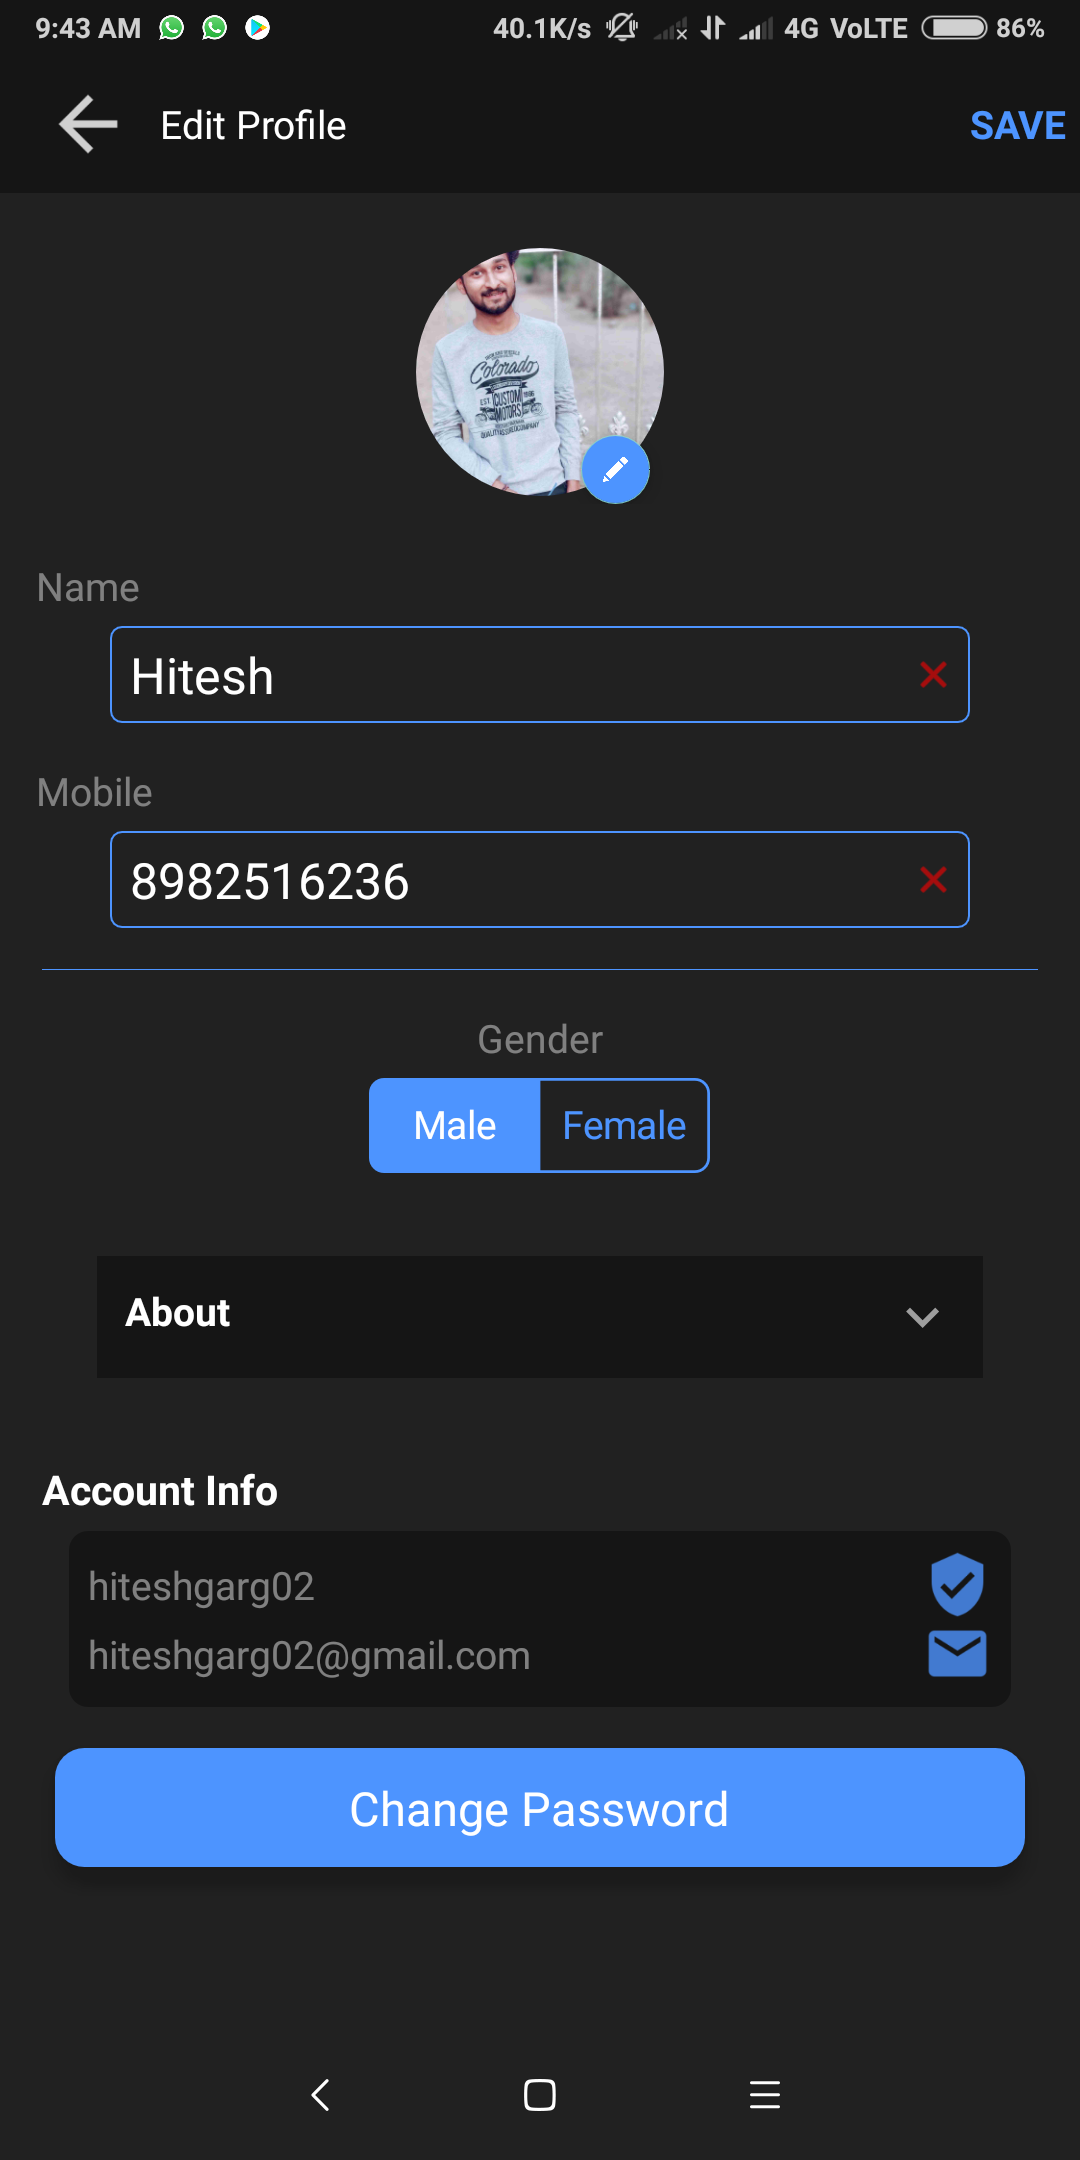 9:43 AM 40.1K/s 4G VoLTE 86%
Edit Profile SAVE
Colorado
CUSTOM
MOTORS
Name
Hitesh
Mobile
8982516236
Gender
Male Female
About
Account Info
hiteshgarg02
hiteshgarg02@gmail.com
Change Password